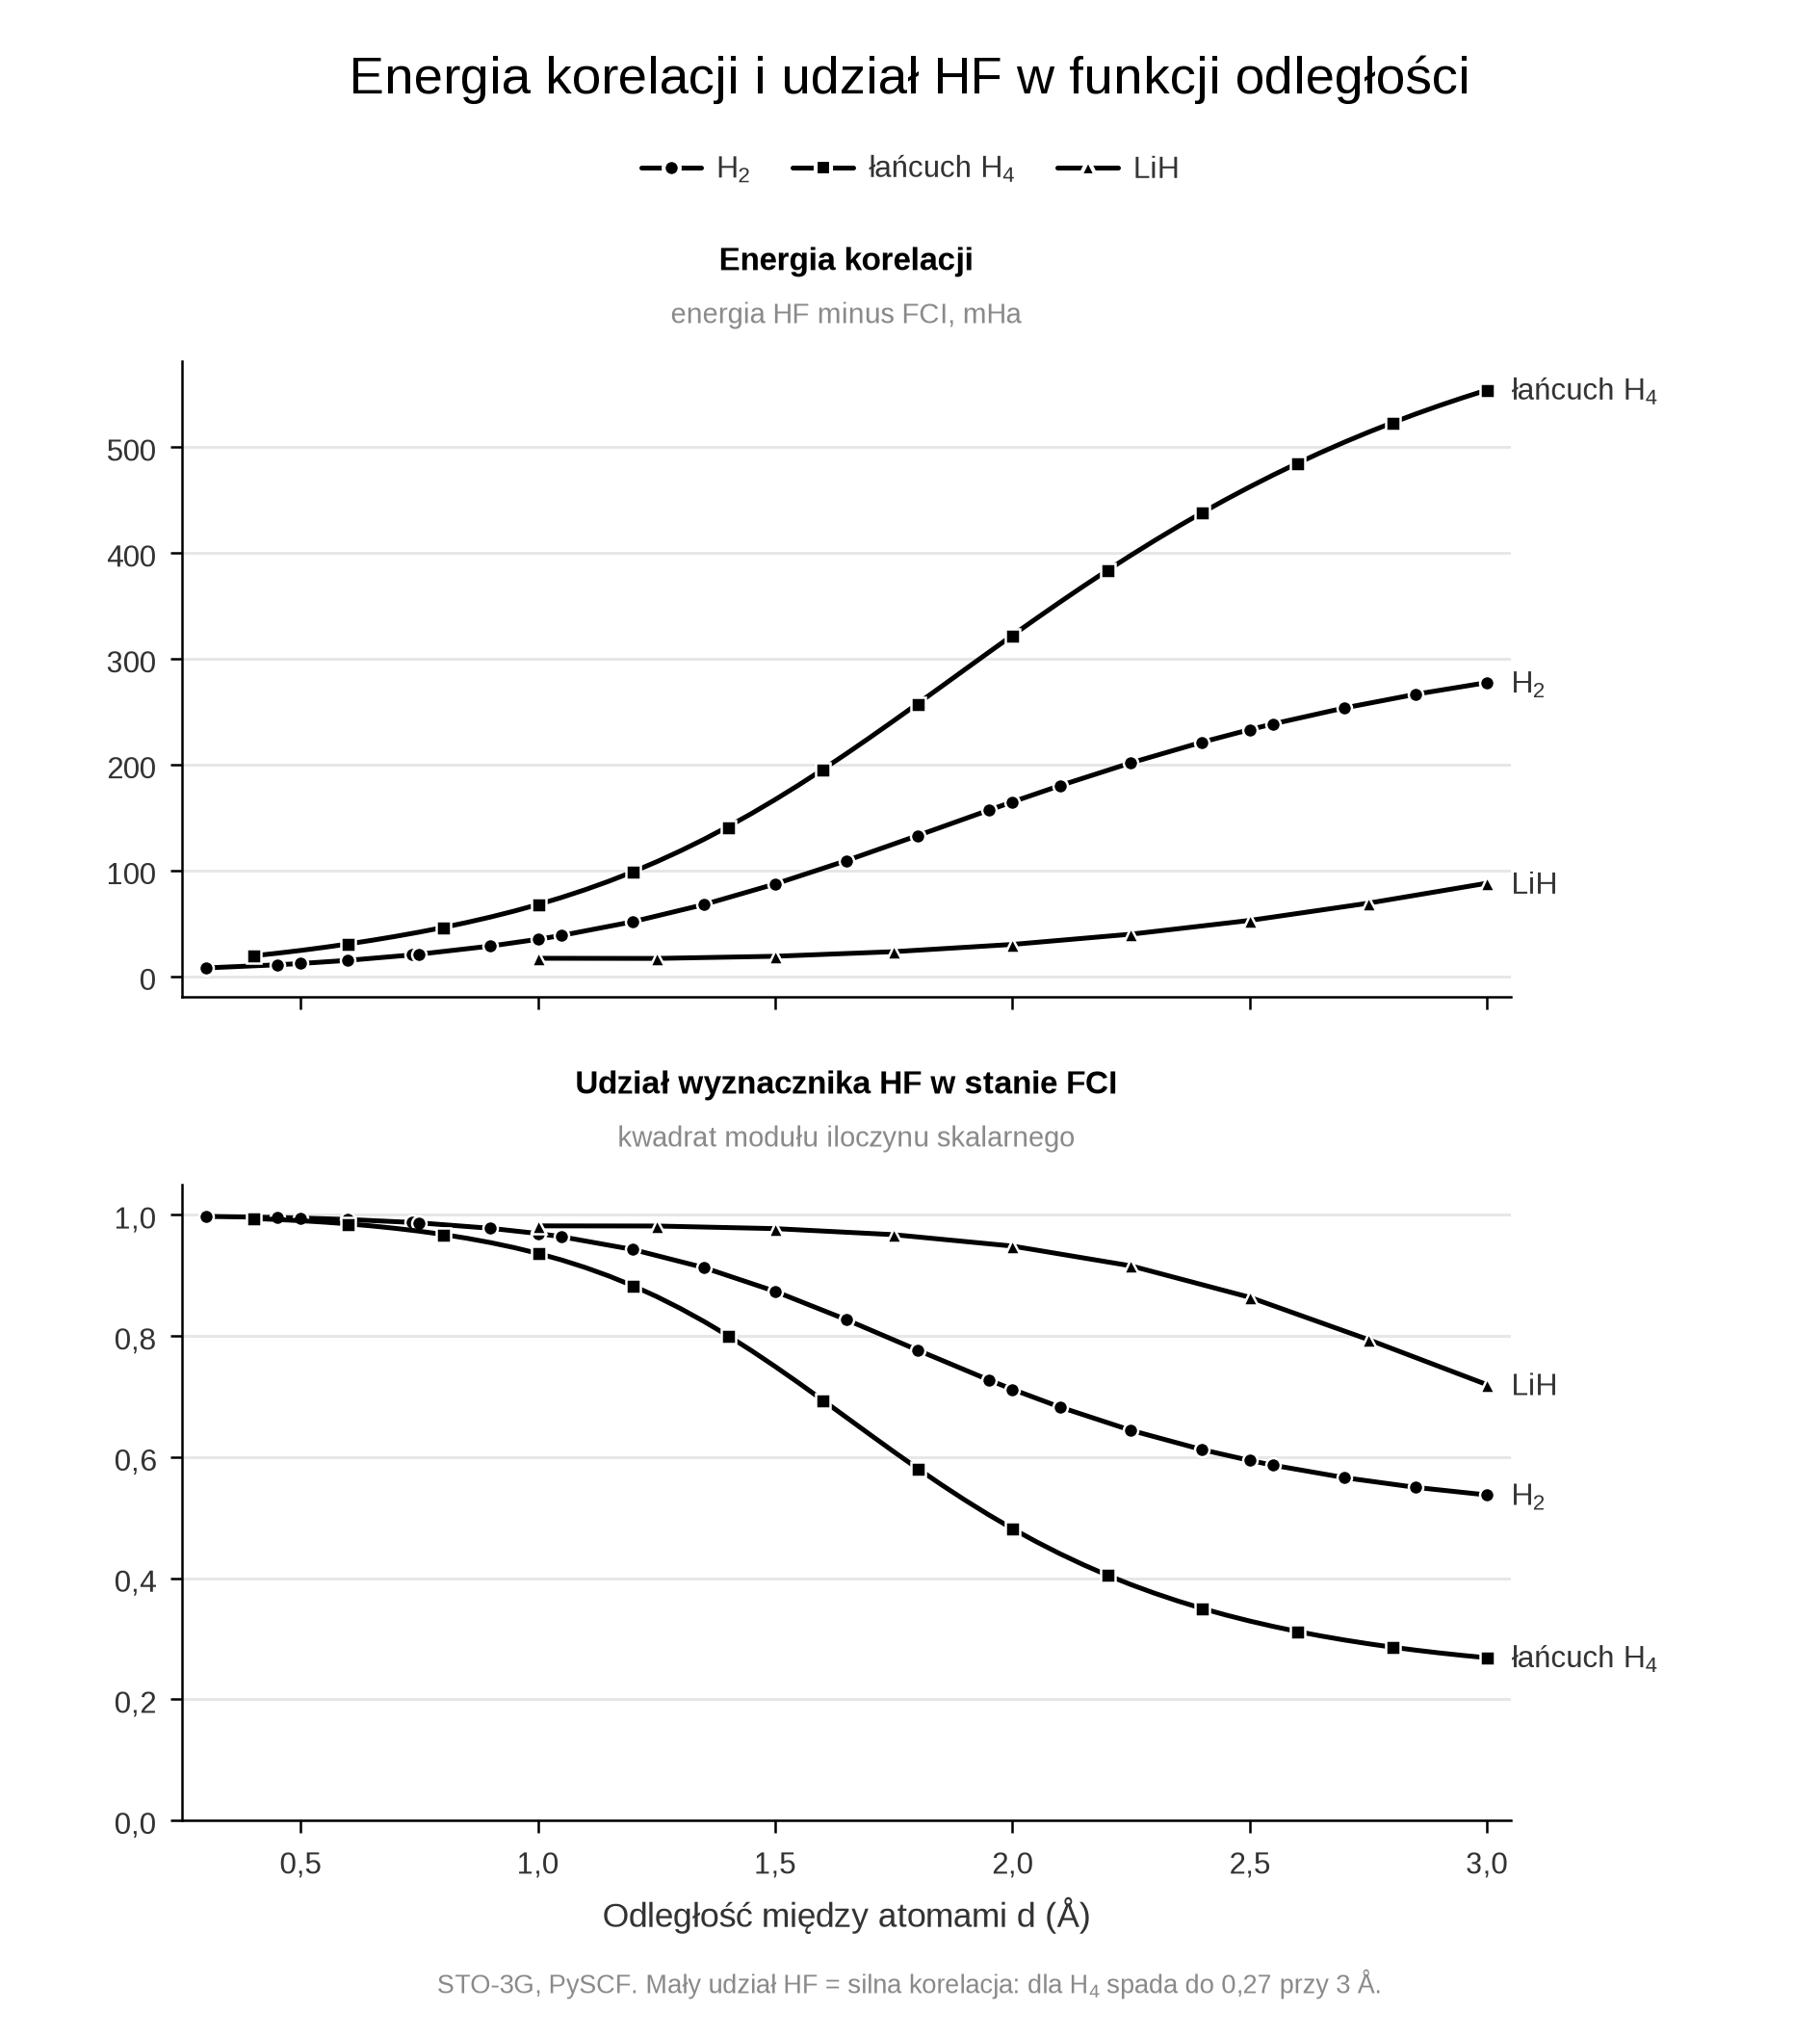 Energia korelacji i udział HF w funkcji odległości
H₂ łańcuch H₄ LiH
Energia korelacji
energia HF minus FCI, mHa
łańcuch H₄
500
400
300
H₂
200
100
LiH
0
Udział wyznacznika HF w stanie FCI
kwadrat modułu iloczynu skalarnego
1,0
0,8
LiH
0,6
H₂
0,4
łańcuch H₄
0,2
0,0
0,5 1,0 1,5 2,0 2,5 3,0
Odległość między atomami d (Å)
STO-3G, PySCF. Mały udział HF = silna korelacja: dla H₄ spada do 0,27 przy 3 Å.